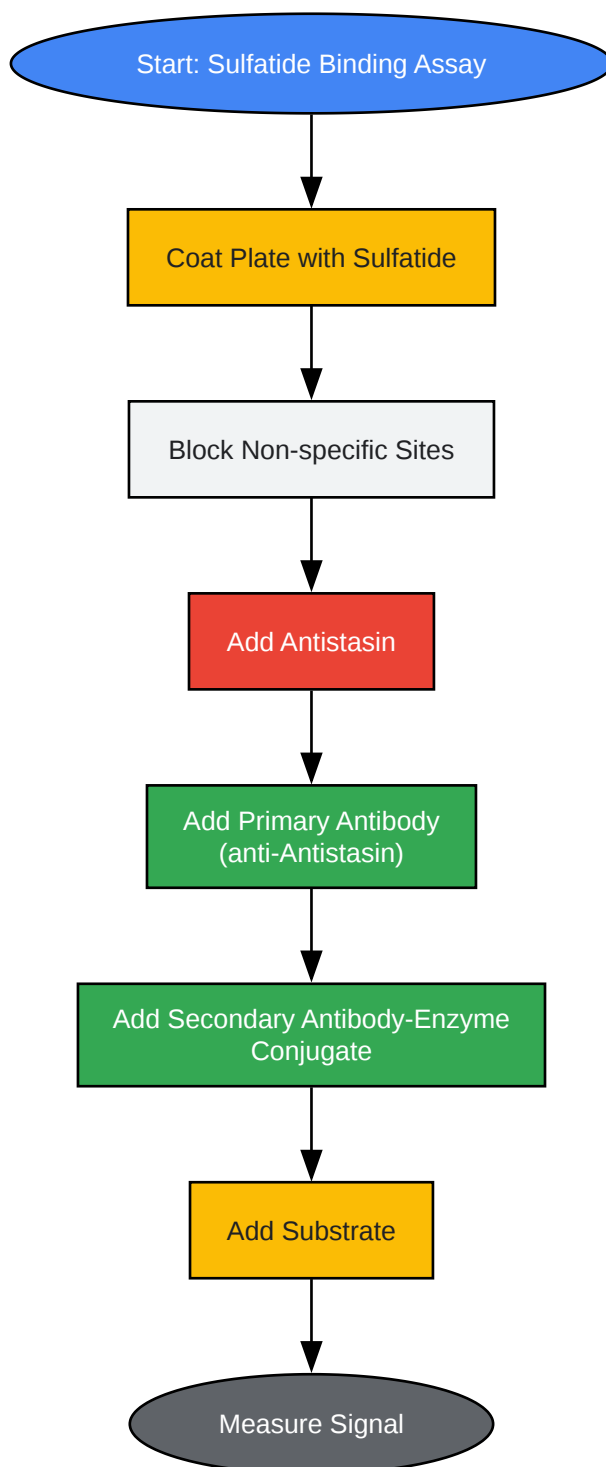 Start: Sulfatide Binding Assay
Coat Plate with Sulfatide
Block Non-specific Sites
Add Antistasin
Add Primary Antibody
(anti-Antistasin)
Add Secondary Antibody-Enzyme
Conjugate
Add Substrate
Measure Signal